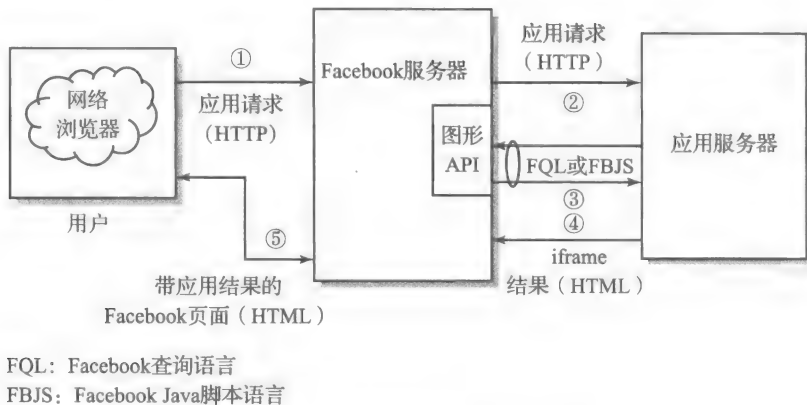 ①
应用请求
（HTTP）
网络
浏览器
用户
Facebook服务器
图形
API
应用请求
（HTTP）
②
FQL或FBJS
③
④
iframe
结果（HTML）
应用服务器
⑤
带应用结果的
Facebook页面（HTML）
FQL：Facebook查询语言
FBJS：Facebook Java脚本语言